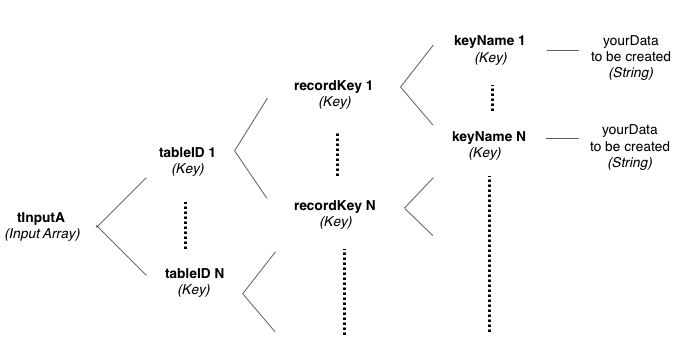 tInputA
(Input Array)
tableID 1
(Key)
tableID N
(Key)
recordKey 1
(Key)
recordKey N
(Key)
keyName 1
(Key)
keyName N
(Key)
yourData
to be created
(String)
yourData
to be created
(String)